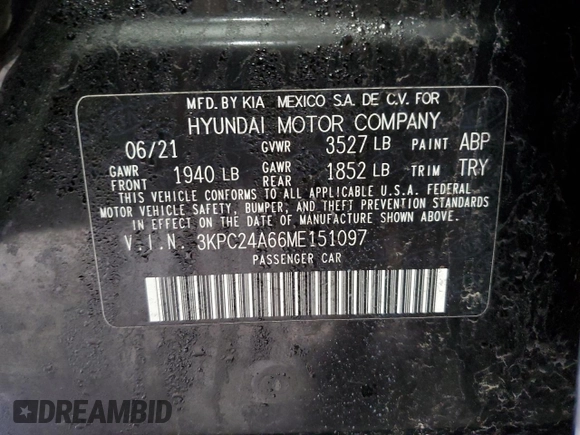 MFD. BY KIA MEXICO S.A. DE C.V. FOR
HYUNDAI MOTOR COMPANY
06/21 GVWR 3527 LB PAINT ABP
GAWR FRONT 1940 LB GAWR REAR 1852 LB TRIM TRY
THIS VEHICLE CONFORMS TO ALL APPLICABLE U.S.A. FEDERAL
MOTOR VEHICLE SAFETY, BUMPER, AND THEFT PREVENTION STANDARDS
IN EFFECT ON THE DATE OF MANUFACTURE SHOWN ABOVE.
V.I.N. 3KPC24A66ME151097
PASSENGER CAR
DREAMBID